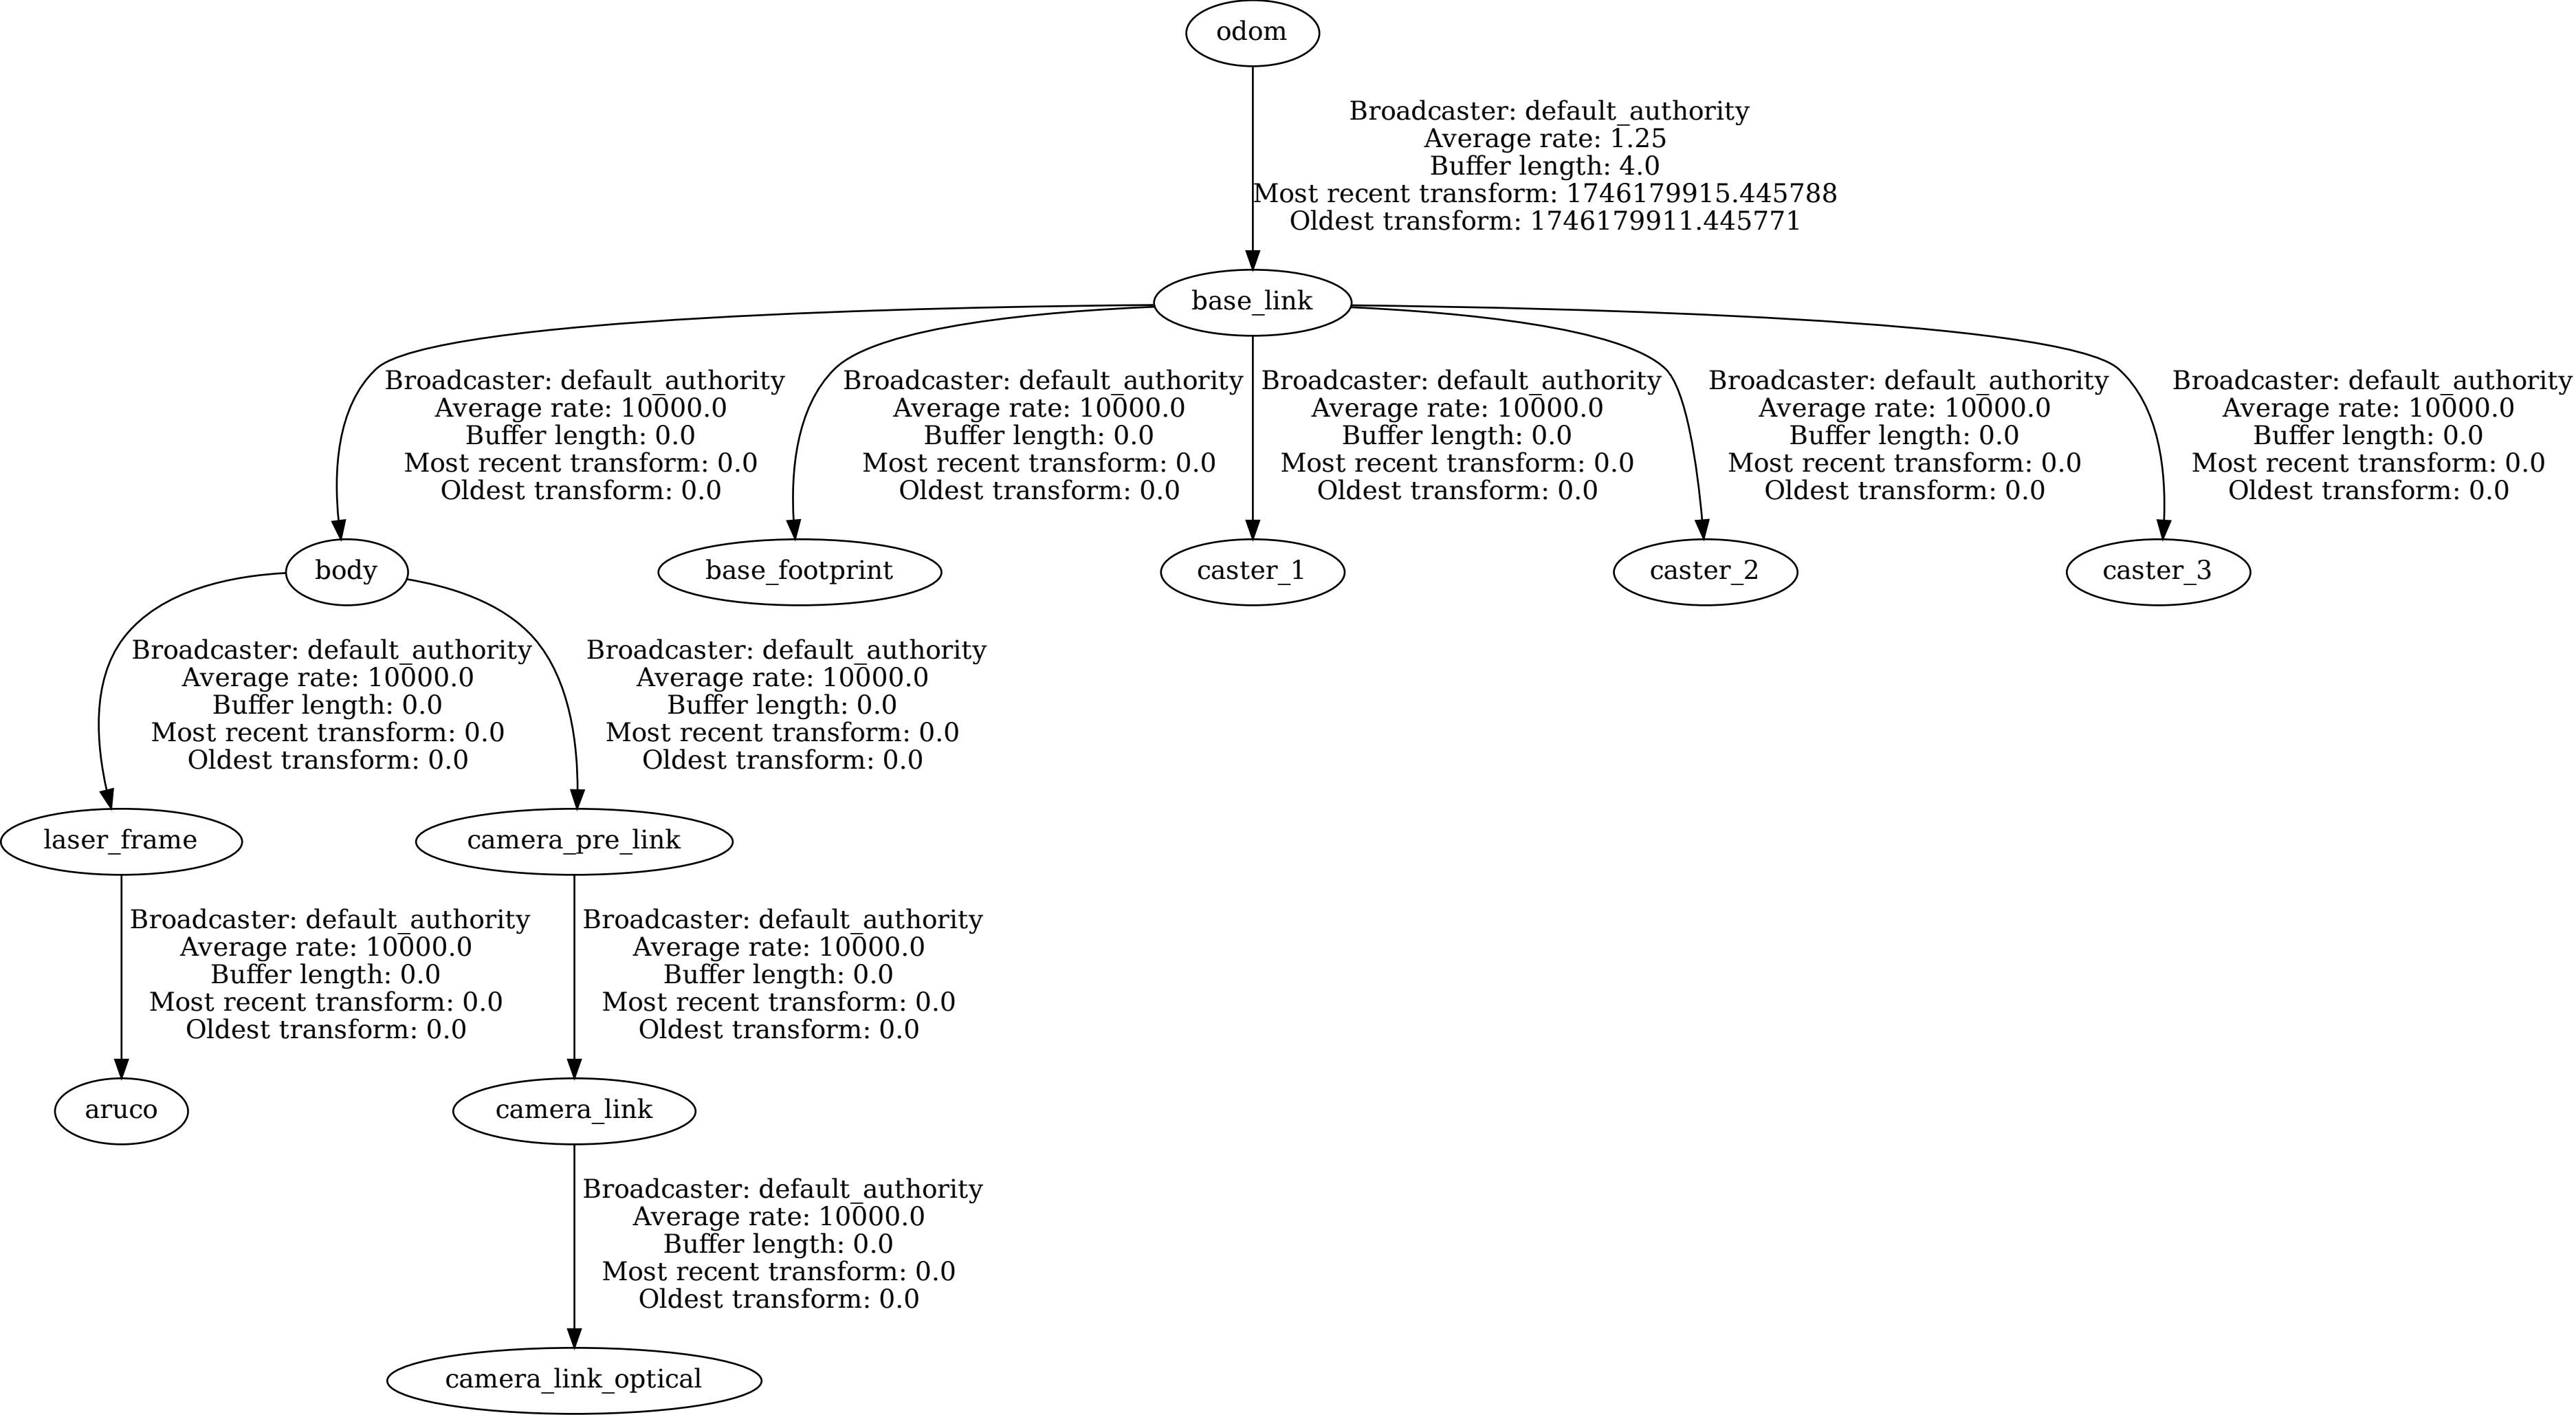 odom
Broadcaster: default_authority
Average rate: 1.25
Buffer length: 4.0
Most recent transform: 1746179915.445788
Oldest transform: 1746179911.445771
base_link
Broadcaster: default_authority
Average rate: 10000.0
Buffer length: 0.0
Most recent transform: 0.0
Oldest transform: 0.0
Broadcaster: default_authority
Average rate: 10000.0
Buffer length: 0.0
Most recent transform: 0.0
Oldest transform: 0.0
Broadcaster: default_authority
Average rate: 10000.0
Buffer length: 0.0
Most recent transform: 0.0
Oldest transform: 0.0
Broadcaster: default_authority
Average rate: 10000.0
Buffer length: 0.0
Most recent transform: 0.0
Oldest transform: 0.0
Broadcaster: default_authority
Average rate: 10000.0
Buffer length: 0.0
Most recent transform: 0.0
Oldest transform: 0.0
body
base_footprint
caster_1
caster_2
caster_3
Broadcaster: default_authority
Average rate: 10000.0
Buffer length: 0.0
Most recent transform: 0.0
Oldest transform: 0.0
Broadcaster: default_authority
Average rate: 10000.0
Buffer length: 0.0
Most recent transform: 0.0
Oldest transform: 0.0
laser_frame
camera_pre_link
Broadcaster: default_authority
Average rate: 10000.0
Buffer length: 0.0
Most recent transform: 0.0
Oldest transform: 0.0
Broadcaster: default_authority
Average rate: 10000.0
Buffer length: 0.0
Most recent transform: 0.0
Oldest transform: 0.0
aruco
camera_link
Broadcaster: default_authority
Average rate: 10000.0
Buffer length: 0.0
Most recent transform: 0.0
Oldest transform: 0.0
camera_link_optical